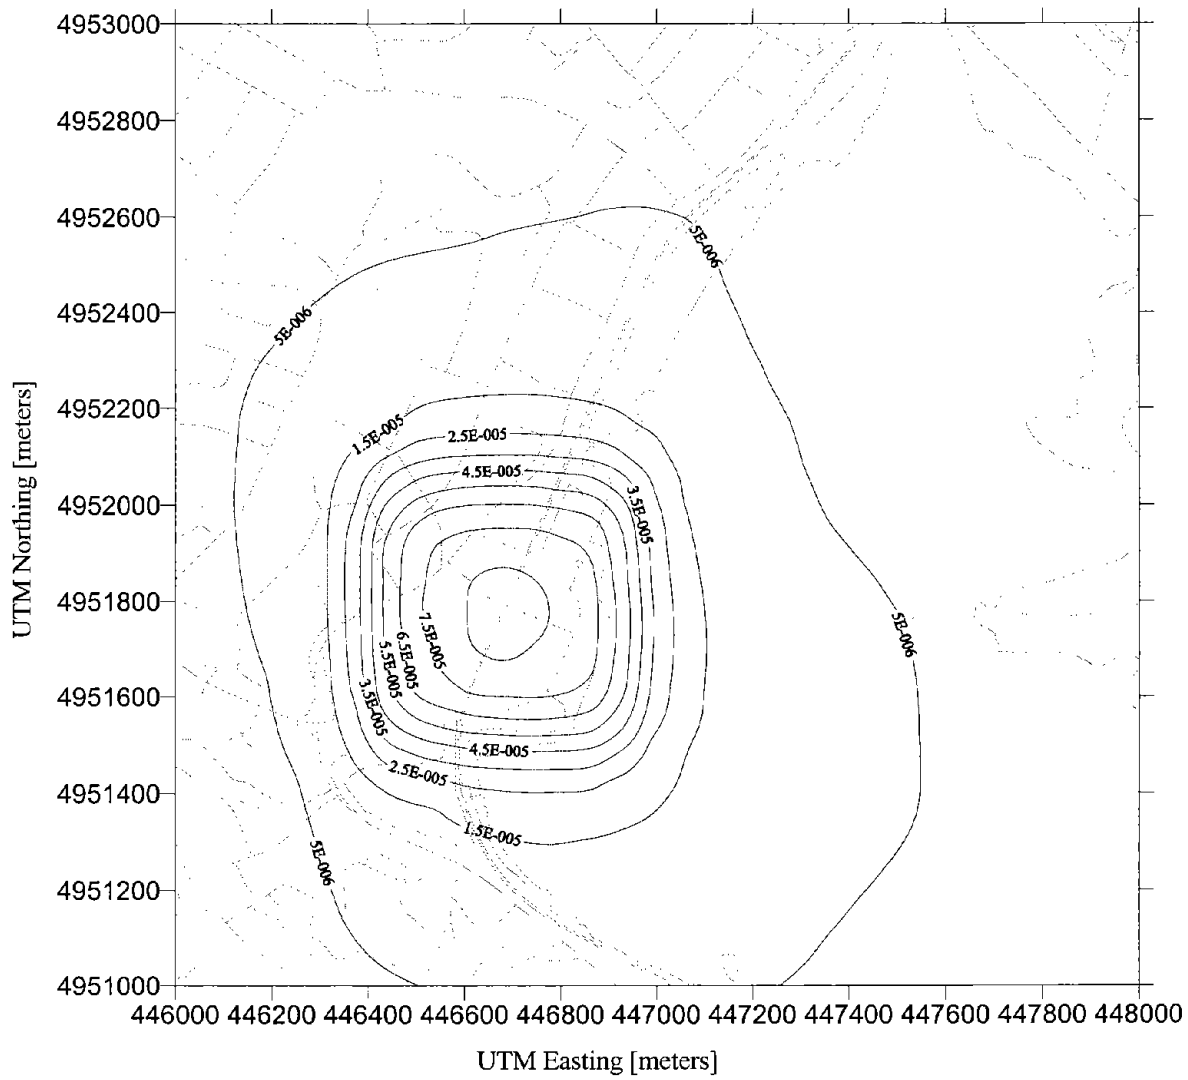 4953000
4952800
4952600
4952400
4952200
4952000
4951800
4951600
4951400
4951200
4951000
UTM Northing [meters]
5E-006
5E-006
1.5E-005
2.5E-005
4.5E-005
3.5E-005
7.5E-005
6.5E-005
5.5E-005
3.5E-005
5E-006
4.5E-005
2.5E-005
1.5E-005
5E-006
446000 446200 446400 446600 446800 447000 447200 447400 447600 447800 448000
UTM Easting [meters]